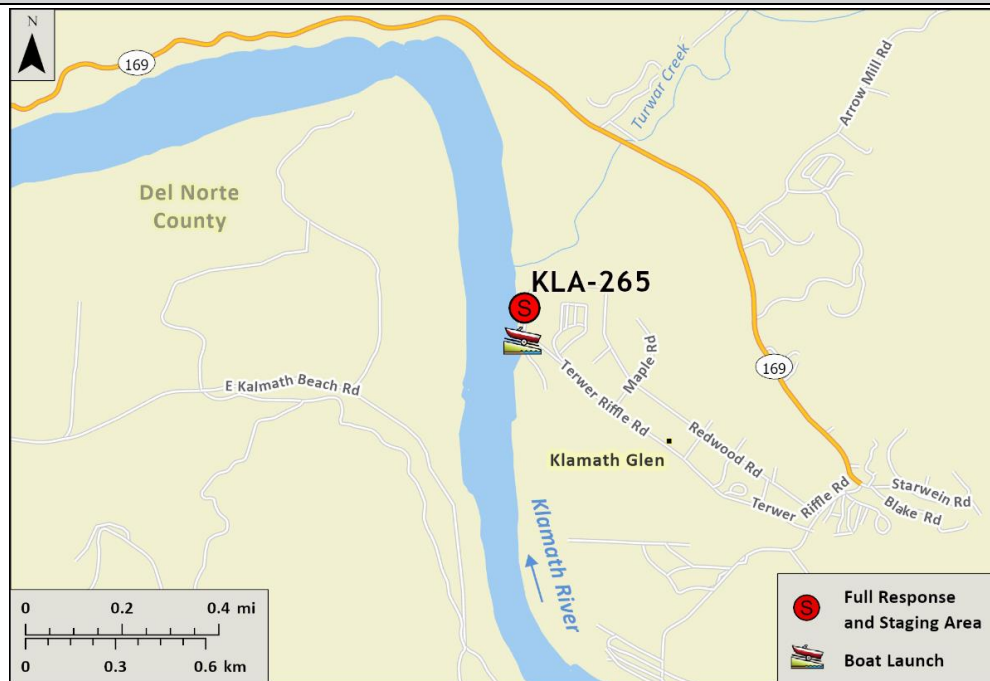 N
169
Turwar Creek
Arrow Mill Rd
Del Norte
County
KLA-265
S
Maple Rd
169
E Kalmath Beach Rd
Terwer Riffle Rd
Redwood Rd
Klamath Glen
Terwer Riffle Rd
Starwein Rd
Blake Rd
Klamath River
0 0.2 0.4 mi
0 0.3 0.6 km
S
Full Response
and Staging Area
Boat Launch